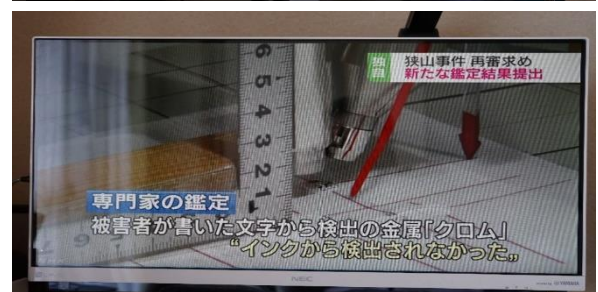 独自
狭山事件 再審求め
新たな鑑定結果提出
6
5
4
3
2
1
専門家の鑑定
被害者が書いた文字から検出の金属「クロム」
“インクから検出されなかった”
NEC